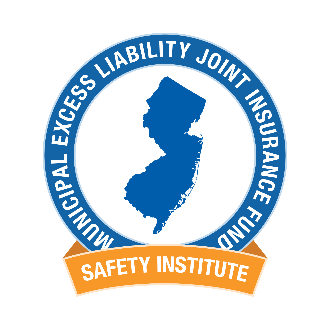 MUNICIPAL EXCESS LIABILITY JOINT INSURANCE FUND
SAFETY INSTITUTE